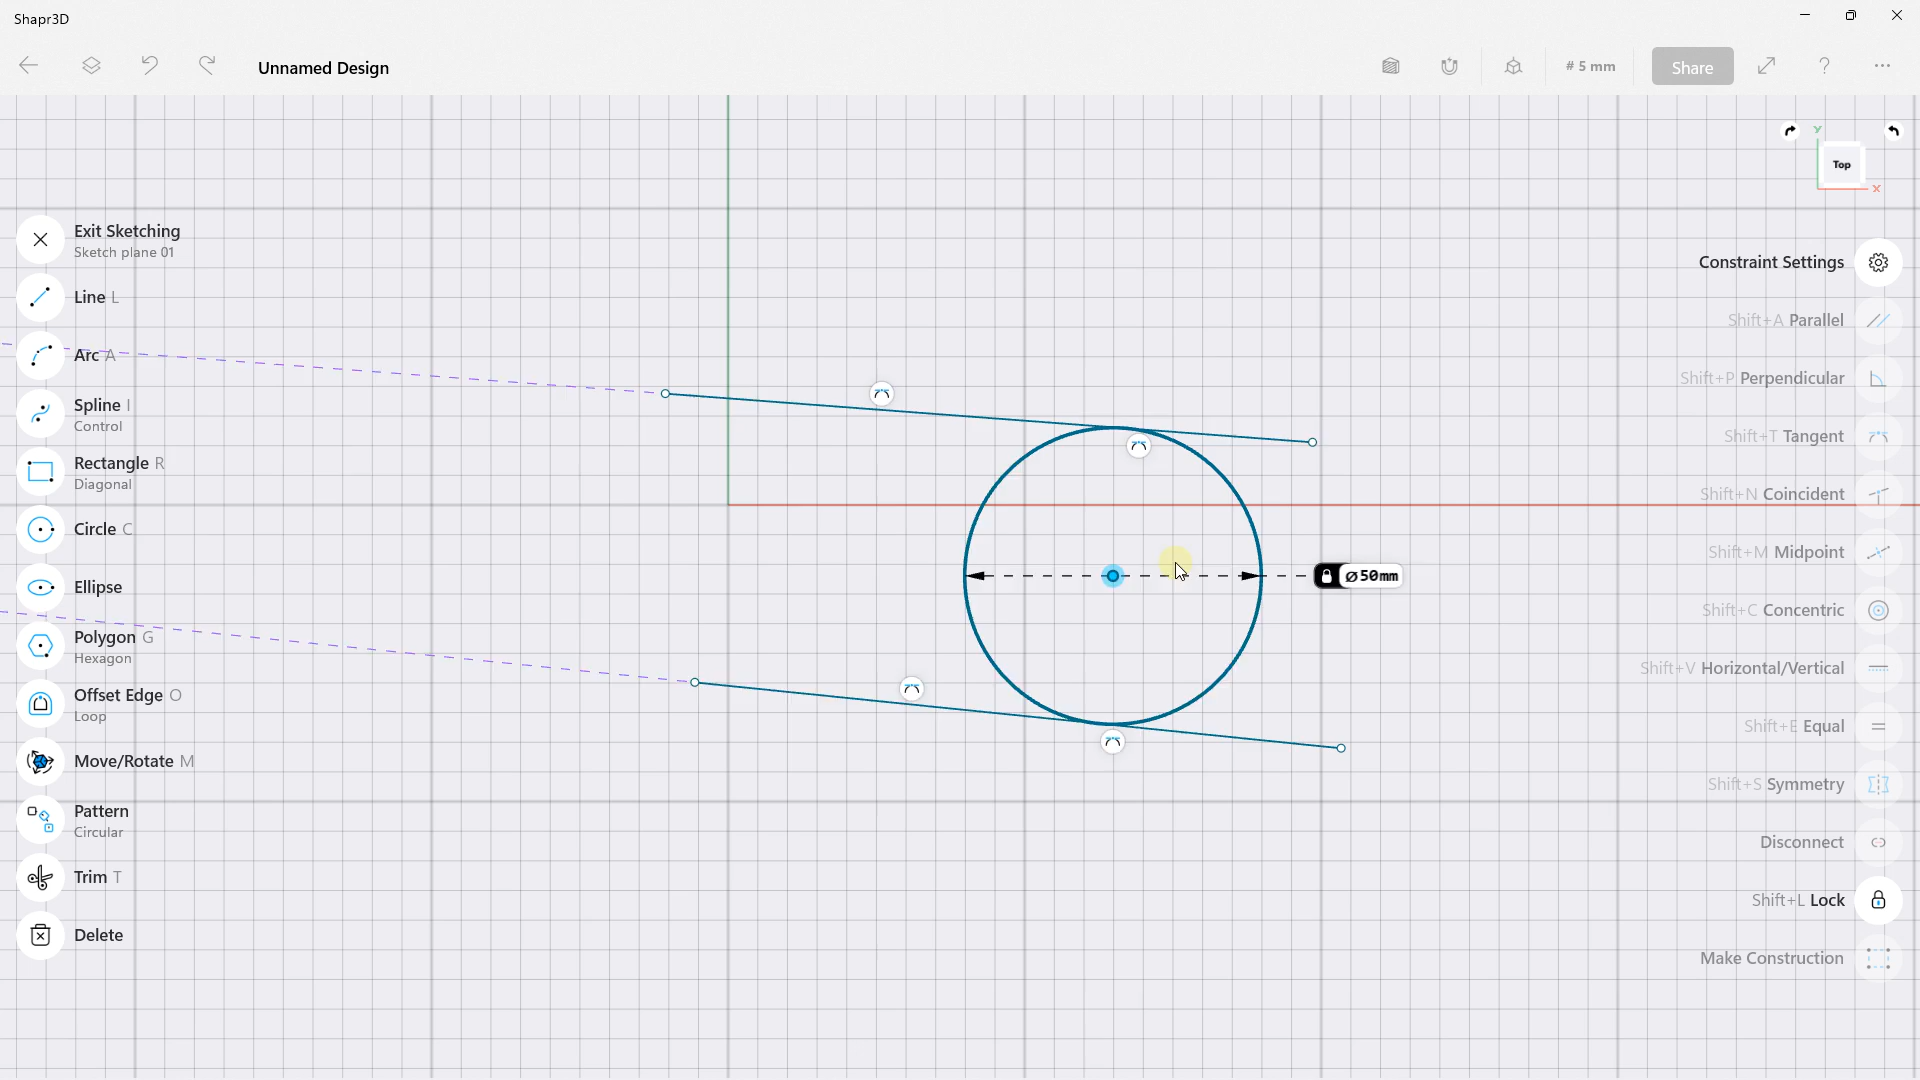 Shapr3D
Unnamed Design
# 5 mm
Share
?
Y
Top
X
Exit Sketching
Sketch plane 01
Line L
Arc A
Spline I
Control
Rectangle R
Diagonal
Circle C
Ellipse
Polygon G
Hexagon
Offset Edge O
Loop
Move/Rotate M
Pattern
Circular
Trim T
Delete
⌀50mm
Constraint Settings
Shift+A Parallel
Shift+P Perpendicular
Shift+T Tangent
Shift+N Coincident
Shift+M Midpoint
Shift+C Concentric
Shift+V Horizontal/Vertical
Shift+E Equal
Shift+S Symmetry
Disconnect
Shift+L Lock
Make Construction